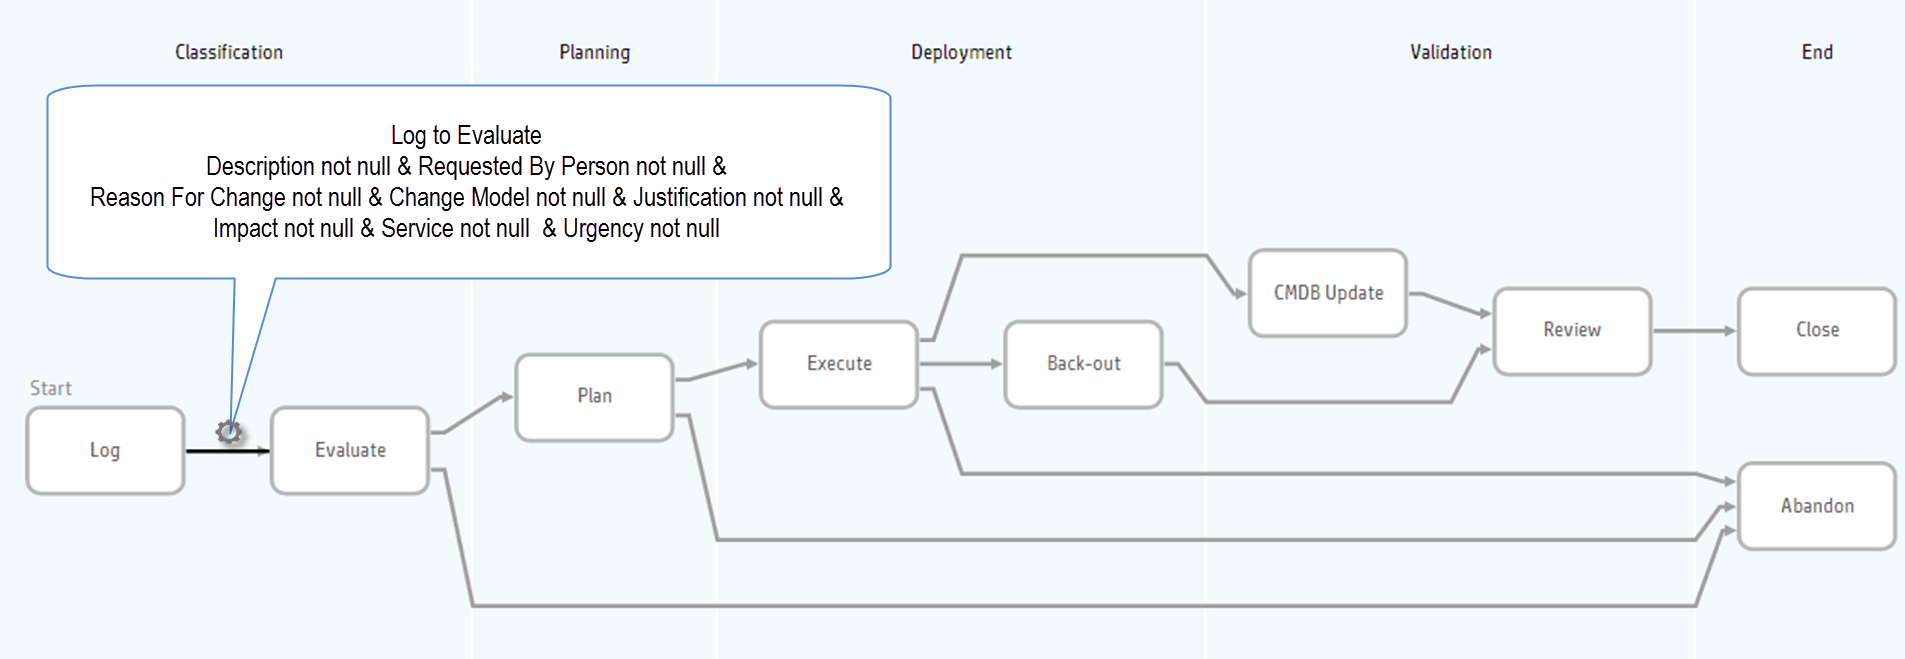 Classification
Planning
Deployment
Validation
End
Log to Evaluate
Description not null & Requested By Person not null &
Reason For Change not null & Change Model not null & Justification not null &
Impact not null & Service not null  & Urgency not null
CMDB Update
Review
Close
Execute
Back-out
Plan
Start
Log
Evaluate
Abandon